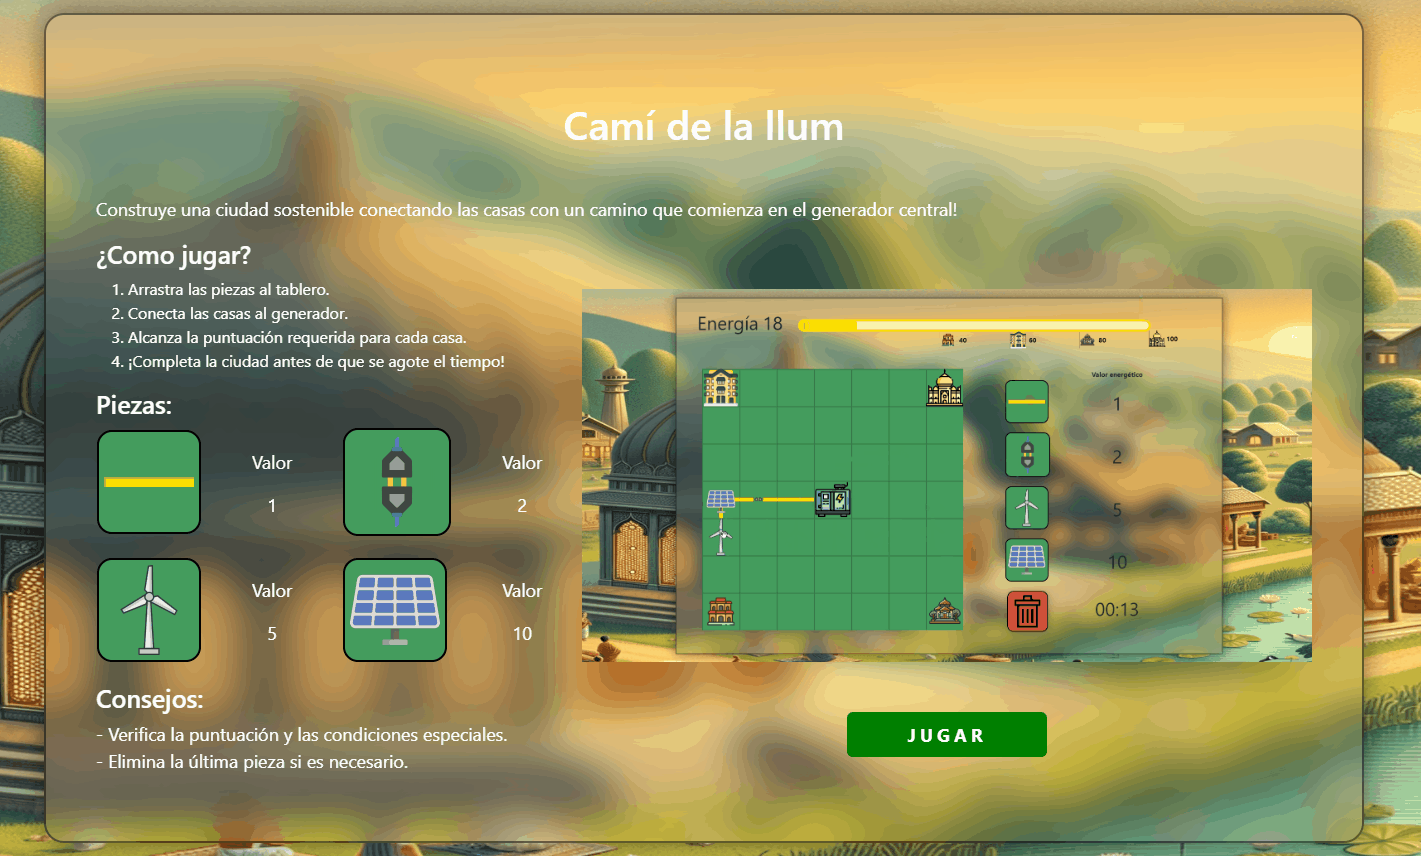 Camí de la llum
Construye una ciudad sostenible conectando las casas con un camino que comienza en el generador central!
¿Como jugar?
1. Arrastra las piezas al tablero.
2. Conecta las casas al generador.
3. Alcanza la puntuación requerida para cada casa.
4. ¡Completa la ciudad antes de que se agote el tiempo!
Piezas:
Valor
1
Valor
2
Valor
5
Valor
10
Consejos:
- Verifica la puntuación y las condiciones especiales.
- Elimina la última pieza si es necesario.
Energía 18
40 60 80 100
Valor energético
1
2
5
10
00:13
JUGAR